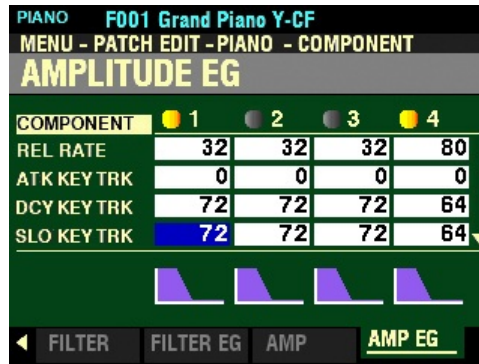 PIANO F001 Grand Piano Y-CF
MENU - PATCH EDIT - PIANO - COMPONENT
AMPLITUDE EG
COMPONENT 1 2 3 4
REL RATE 32 32 32 80
ATK KEY TRK 0 0 0 0
DCY KEY TRK 72 72 72 64
SLO KEY TRK 72 72 72 64
FILTER FILTER EG AMP AMP EG